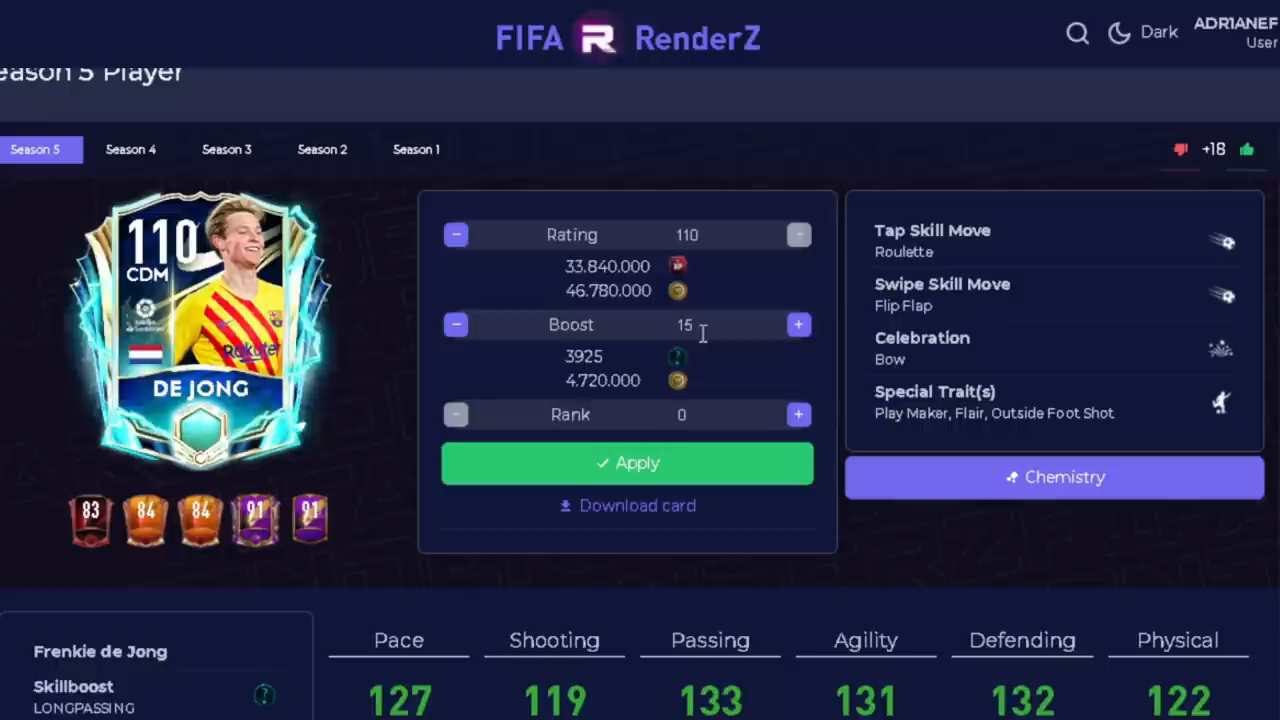 FIFA R RenderZ
Dark
ADR1ANEF
User
eason 5 Player
Season 5
Season 4
Season 3
Season 2
Season 1
+18
110
CDM
DE JONG
83
84
84
91
91
Rating 110
33.840.000
46.780.000
Boost 15
3925
4.720.000
Rank 0
Apply
Download card
Tap Skill Move
Roulette
Swipe Skill Move
Flip Flap
Celebration
Bow
Special Trait(s)
Play Maker, Flair, Outside Foot Shot
Chemistry
Frenkie de Jong
Skillboost
LONGPASSING
Pace
Shooting
Passing
Agility
Defending
Physical
127
119
133
131
132
122